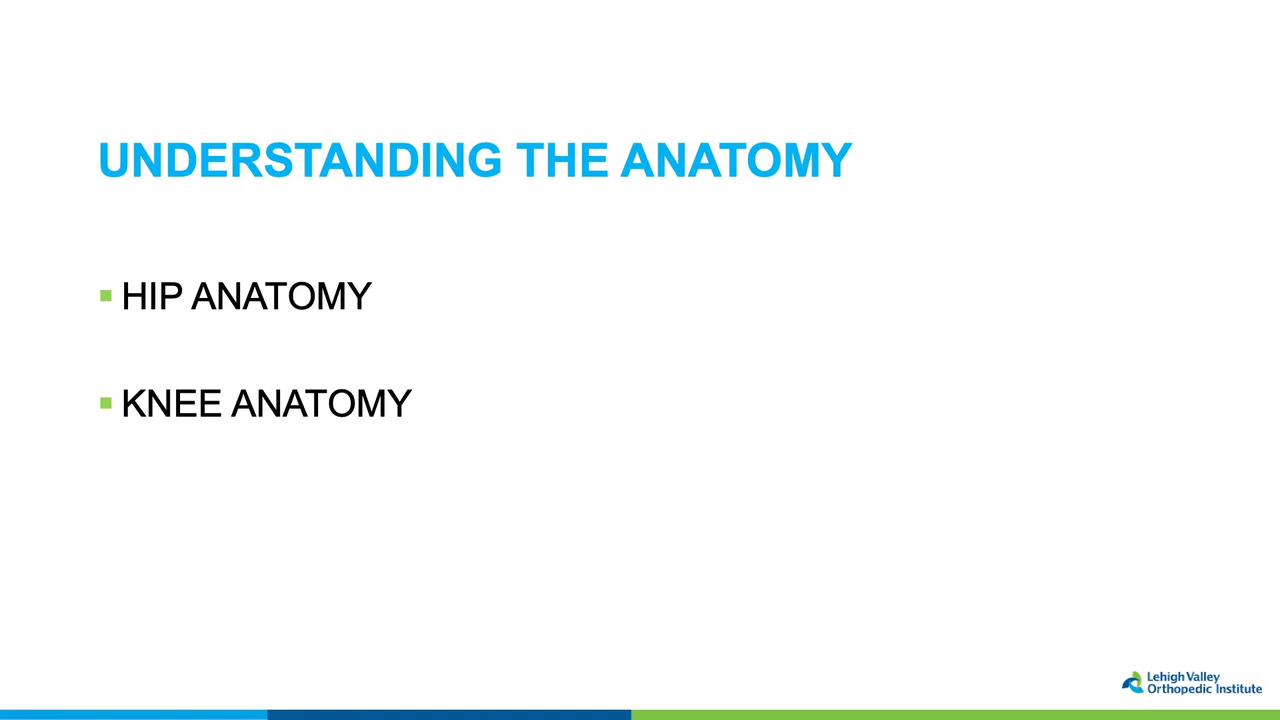 UNDERSTANDING THE ANATOMY
HIP ANATOMY
KNEE ANATOMY
Lehigh Valley
Orthopedic Institute